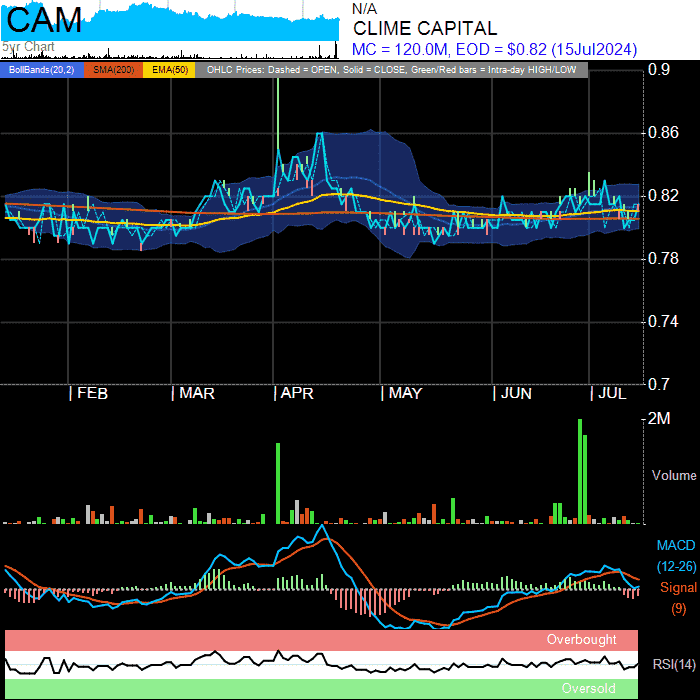 CAM
5yr Chart
N/A
CLIME CAPITAL
MC = 120.0M, EOD = $0.82 (15Jul2024)
BollBands(20,2) SMA(200) EMA(50) OHLC Prices: Dashed = OPEN, Solid = CLOSE, Green/Red bars = Intra-day HIGH/LOW
0.9
0.86
0.82
0.78
0.74
0.7
| FEB | MAR | APR | MAY | JUN | JUL
2M
Volume
MACD
(12-26)
Signal
(9)
Overbought
RSI(14)
Oversold